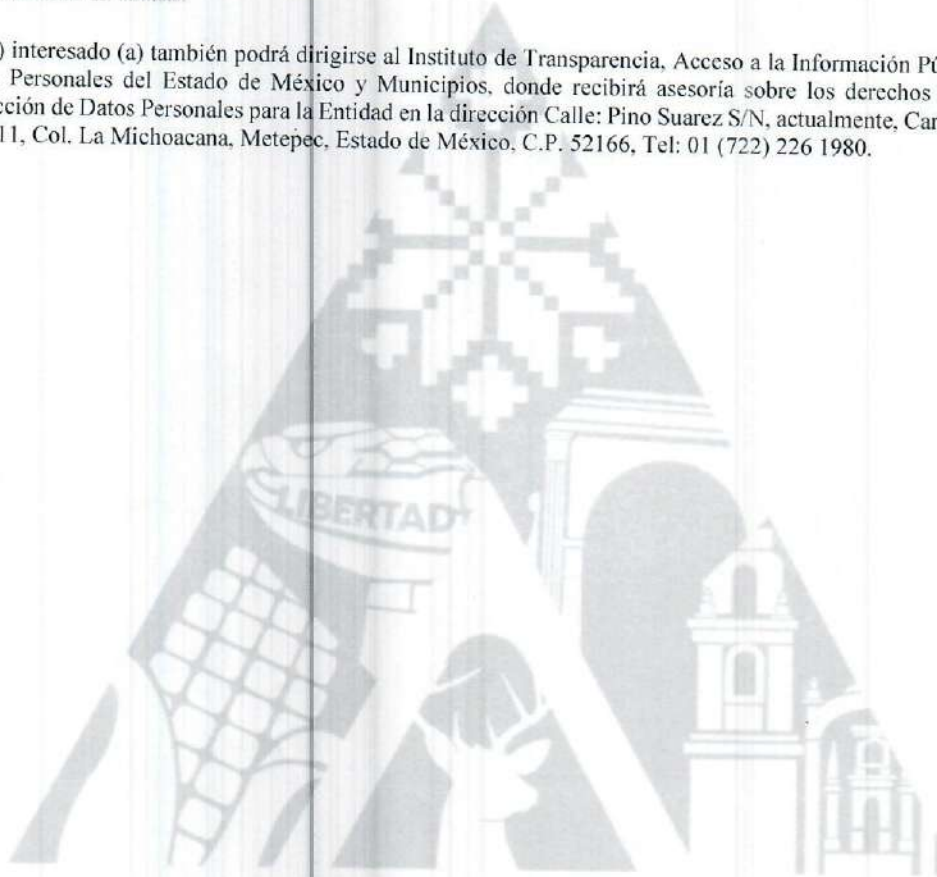 ) interesado (a) también podrá dirigirse al Instituto de Transparencia, Acceso a la Información Pú
Personales del Estado de México y Municipios, donde recibirá asesoría sobre los derechos
cción de Datos Personales para la Entidad en la dirección Calle: Pino Suarez S/N, actualmente, Car
11, Col. La Michoacana, Metepec, Estado de México, C.P. 52166, Tel: 01 (722) 226 1980.
LIBERTAD